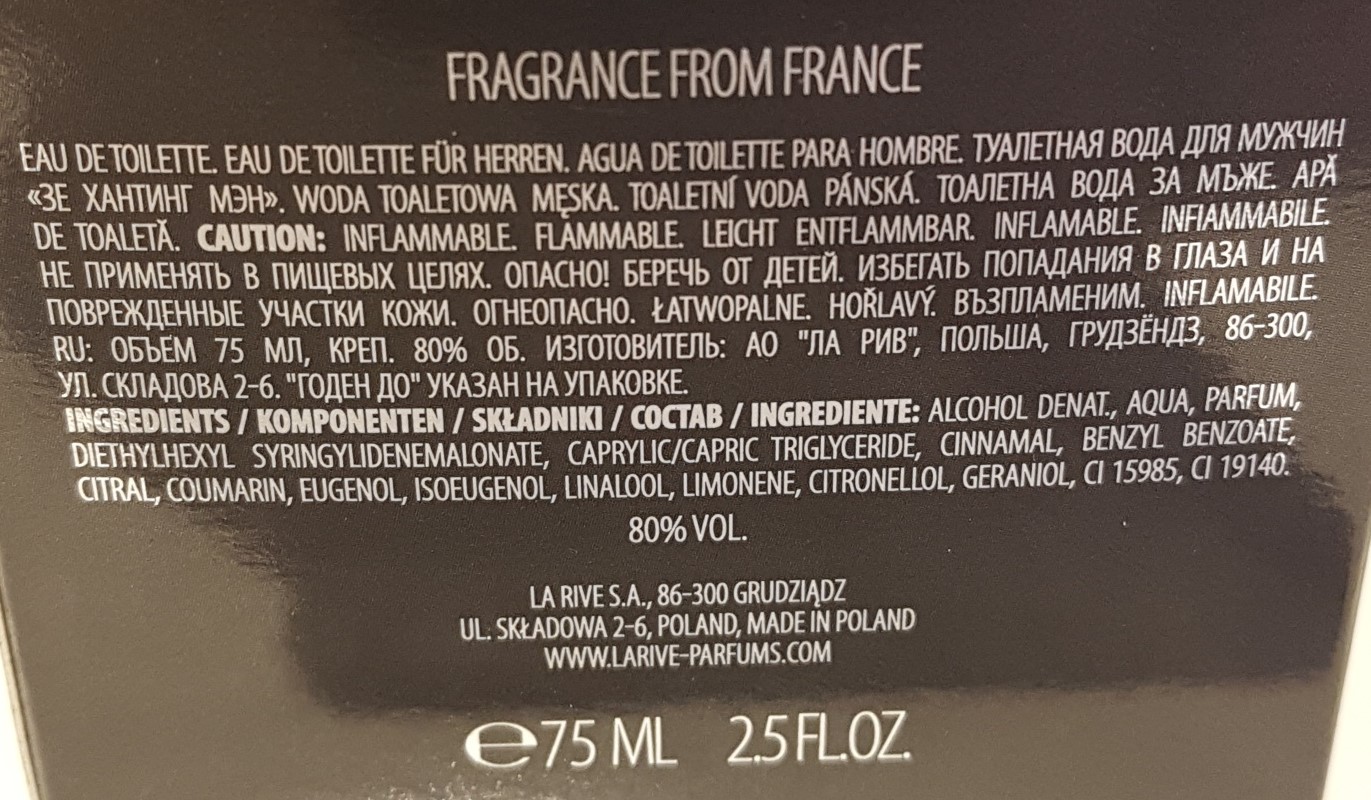 FRAGRANCE FROM FRANCE
EAU DE TOILETTE. EAU DE TOILETTE FÜR HERREN. AGUA DE TOILETTE PARA HOMBRE. ТУАЛЕТНАЯ ВОДА ДЛЯ МУЖЧИН
«ЗЕ ХАНТИНГ МЭН». WODA TOALETOWA MĘSKA. TOALETNÍ VODA PÁNSKÁ. ТОАЛЕТНА ВОДА ЗА МЪЖЕ. APĂ
DE TOALETĂ. CAUTION: INFLAMMABLE. FLAMMABLE. LEICHT ENTFLAMMBAR. INFLAMABLE. INFIAMMABILE.
НЕ ПРИМЕНЯТЬ В ПИЩЕВЫХ ЦЕЛЯХ. ОПАСНО! БЕРЕЧЬ ОТ ДЕТЕЙ. ИЗБЕГАТЬ ПОПАДАНИЯ В ГЛАЗА И НА
ПОВРЕЖДЕННЫЕ УЧАСТКИ КОЖИ. ОГНЕОПАСНО. ŁATWOPALNE. HOŘLAVÝ. ВЪЗПЛАМЕНИМ. INFLAMABILE.
RU: ОБЪЕМ 75 МЛ, КРЕП. 80% ОБ. ИЗГОТОВИТЕЛЬ: АО "ЛА РИВ", ПОЛЬША, ГРУДЗЁНДЗ, 86-300,
УЛ. СКЛАДОВА 2-6. "ГОДЕН ДО" УКАЗАН НА УПАКОВКЕ.
INGREDIENTS / KOMPONENTEN / SKŁADNIKI / СОСТАВ / INGREDIENTE: ALCOHOL DENAT., AQUA, PARFUM,
DIETHYLHEXYL SYRINGYLIDENEMALONATE, CAPRYLIC/CAPRIC TRIGLYCERIDE, CINNAMAL, BENZYL BENZOATE,
CITRAL, COUMARIN, EUGENOL, ISOEUGENOL, LINALOOL, LIMONENE, CITRONELLOL, GERANIOL, CI 15985, CI 19140.
80% VOL.
LA RIVE S.A., 86-300 GRUDZIĄDZ
UL. SKŁADOWA 2-6, POLAND, MADE IN POLAND
WWW.LARIVE-PARFUMS.COM
℮75 ML 2.5 FL.OZ.